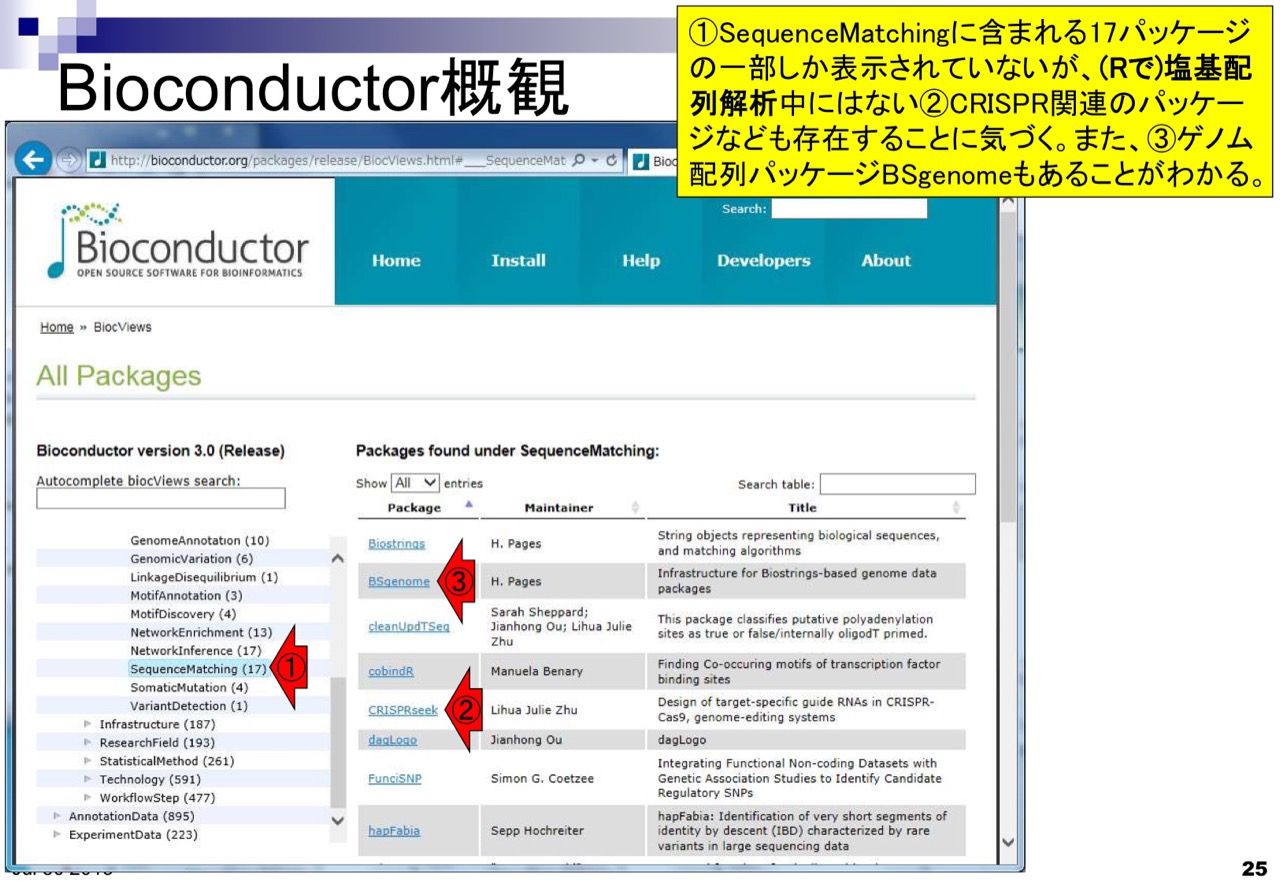 Bioconductor概観
①SequenceMatchingに含まれる17パッケージ
の一部しか表示されていないが、(Rで)塩基配
列解析中にはない②CRISPR関連のパッケー
ジなども存在することに気づく。また、③ゲノム
配列パッケージBSgenomeもあることがわかる。
http://bioconductor.org/packages/release/BiocViews.html#___SequenceMat
Bioc
Search:
Bioconductor
OPEN SOURCE SOFTWARE FOR BIOINFORMATICS
Home Install Help Developers About
Home » BiocViews
All Packages
Bioconductor version 3.0 (Release)
Autocomplete biocViews search:
GenomeAnnotation (10)
GenomicVariation (6)
LinkageDisequilibrium (1)
MotifAnnotation (3)
MotifDiscovery (4)
NetworkEnrichment (13)
NetworkInference (17)
SequenceMatching (17) ①
SomaticMutation (4)
VariantDetection (1)
Infrastructure (187)
ResearchField (193)
StatisticalMethod (261)
Technology (591)
WorkflowStep (477)
AnnotationData (895)
ExperimentData (223)
Packages found under SequenceMatching:
Show All entries
Search table:
Package Maintainer Title
Biostrings H. Pages String objects representing biological sequences,
and matching algorithms
BSgenome ③ H. Pages Infrastructure for Biostrings-based genome data
packages
cleanUpdTSeq Sarah Sheppard;
Jianhong Ou; Lihua Julie
Zhu
This package classifies putative polyadenylation
sites as true or false/internally oligodT primed.
cobindR Manuela Benary Finding Co-occuring motifs of transcription factor
binding sites
CRISPRseek ② Lihua Julie Zhu Design of target-specific guide RNAs in CRISPR-
Cas9, genome-editing systems
dagLogo Jianhong Ou dagLogo
FunciSNP Simon G. Coetzee Integrating Functional Non-coding Datasets with
Genetic Association Studies to Identify Candidate
Regulatory SNPs
hapFabia Sepp Hochreiter hapFabia: Identification of very short segments of
identity by descent (IBD) characterized by rare
variants in large sequencing data
25